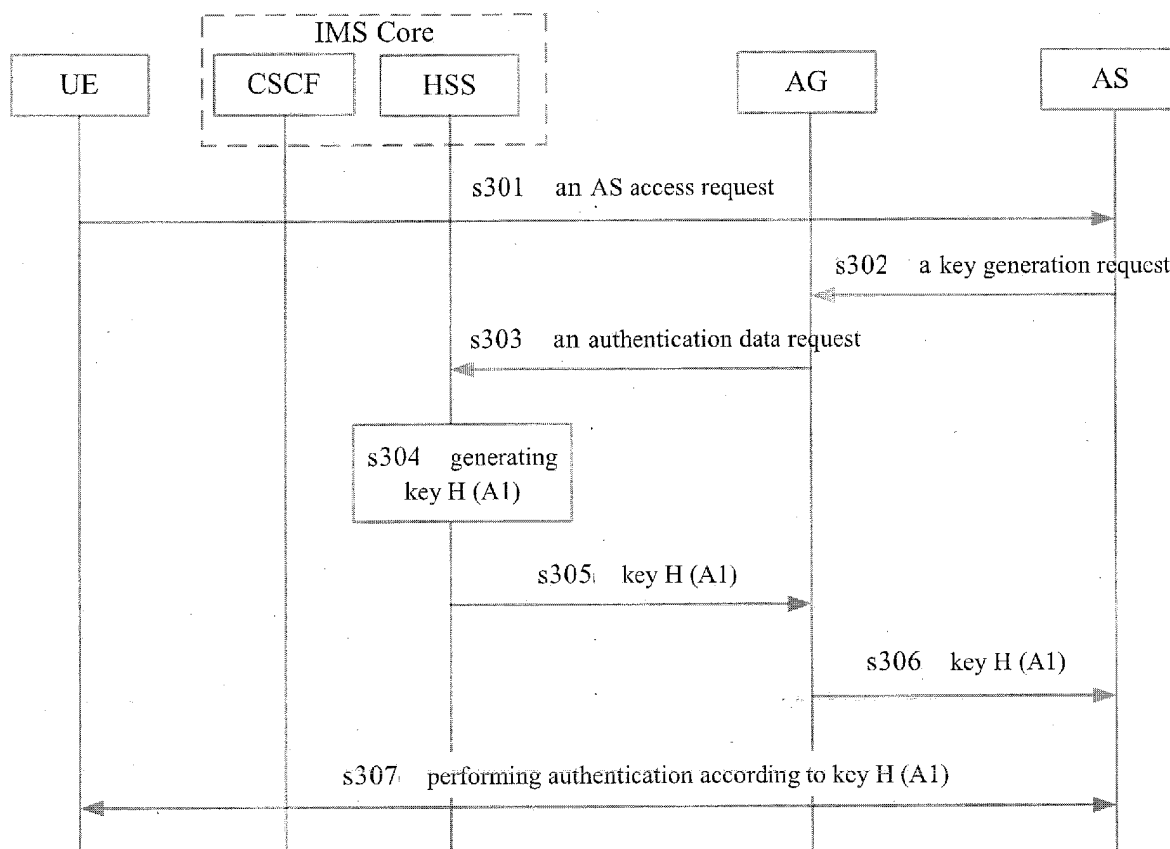 IMS Core
UE
CSCF
HSS
AG
AS
s301 an AS access request
s302 a key generation request
s303 an authentication data request
s304 generating
key H (A1)
s305 key H (A1)
s306 key H (A1)
s307 performing authentication according to key H (A1)